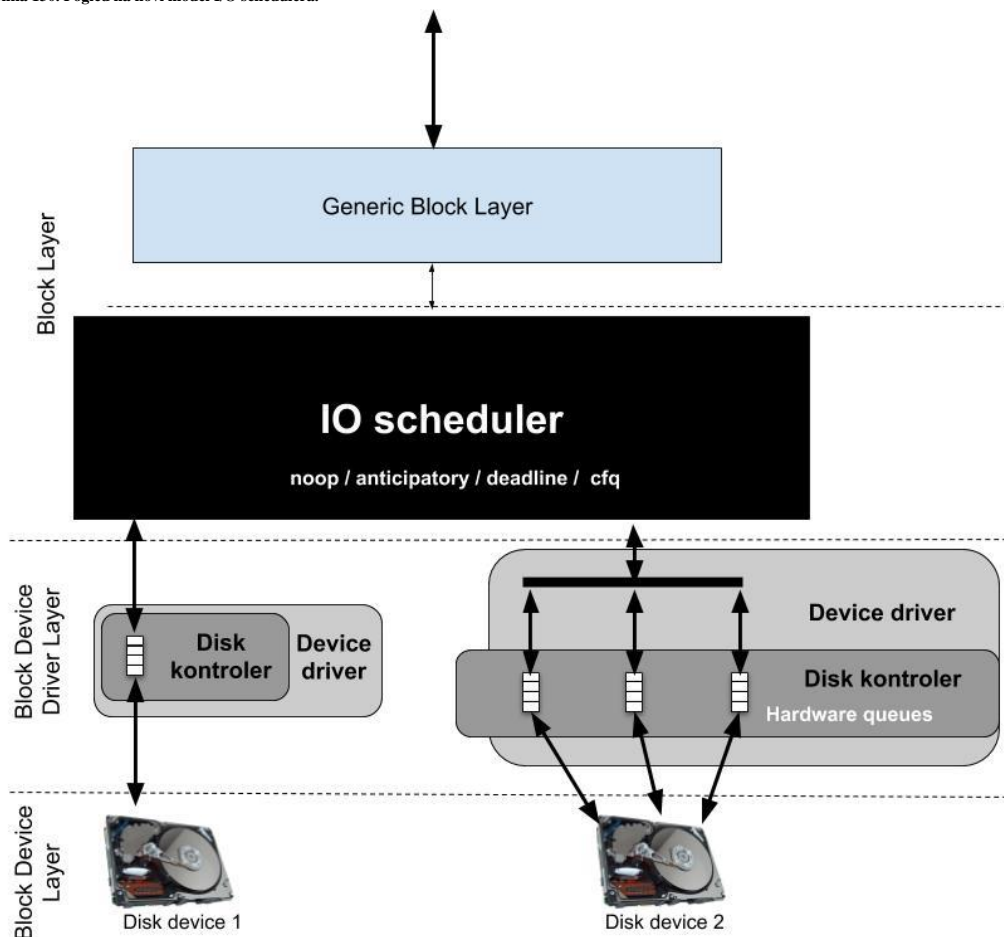 Generic Block Layer
Block Layer
IO scheduler
noop / anticipatory / deadline / cfq
Block Device
Driver Layer
Disk
kontroler
Device
driver
Device driver
Disk kontroler
Hardware queues
Block Device
Layer
Disk device 1
Disk device 2